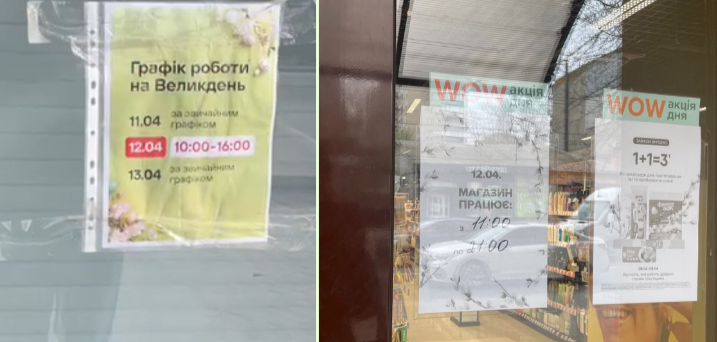 Графік роботи
на Великдень
11.04 за звичайним
графіком
12.04 10:00-16:00
13.04 за звичайним
графіком
WOW акція
дня
12.04.
МАГАЗИН
ПРАЦЮЄ:
з 11:00
по 21:00
WOW акція
дня
1+1=3